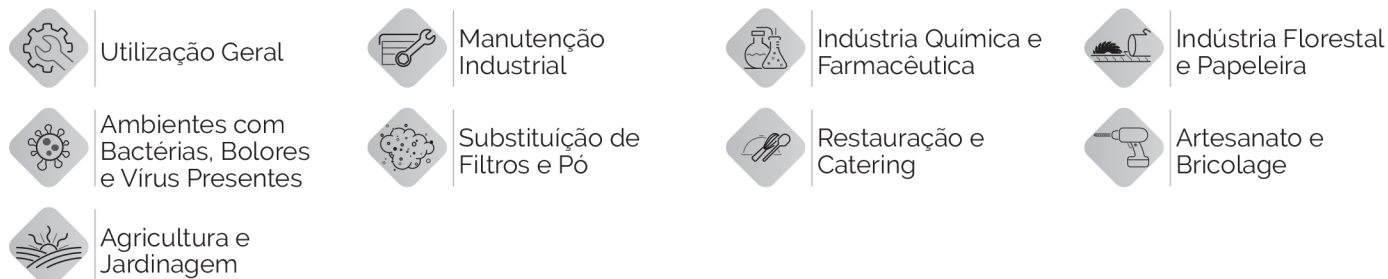 Utilização Geral
Manutenção
Industrial
Indústria Química e
Farmacêutica
Indústria Florestal
e Papeleira
Ambientes com
Bactérias, Bolores
e Vírus Presentes
Substituíção de
Filtros e Pó
Restauração e
Catering
Artesanato e
Bricolage
Agricultura e
Jardinagem